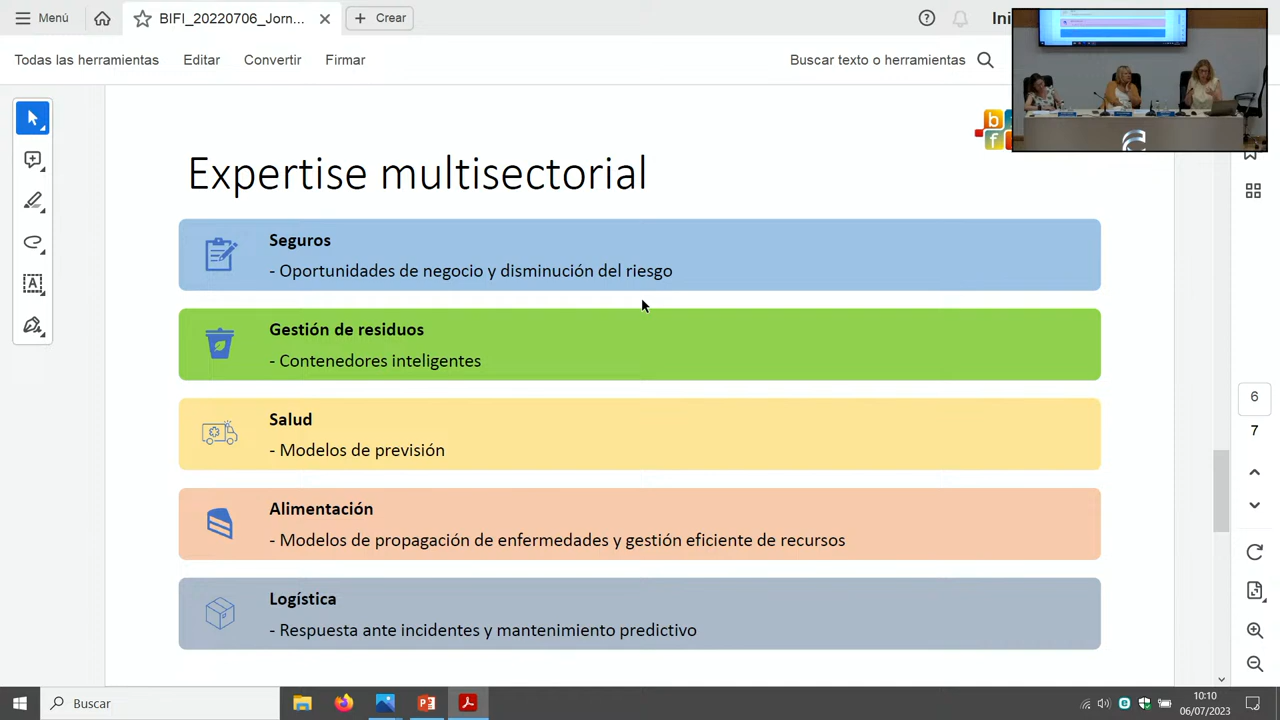 Menú
BIFI_20220706_Jorn...
Crear
Ini
Todas las herramientas
Editar
Convertir
Firmar
Buscar texto o herramientas
b
f
Expertise multisectorial
Seguros
- Oportunidades de negocio y disminución del riesgo
Gestión de residuos
- Contenedores inteligentes
Salud
- Modelos de previsión
Alimentación
- Modelos de propagación de enfermedades y gestión eficiente de recursos
Logística
- Respuesta ante incidentes y mantenimiento predictivo
6
7
Buscar
10:10
06/07/2023